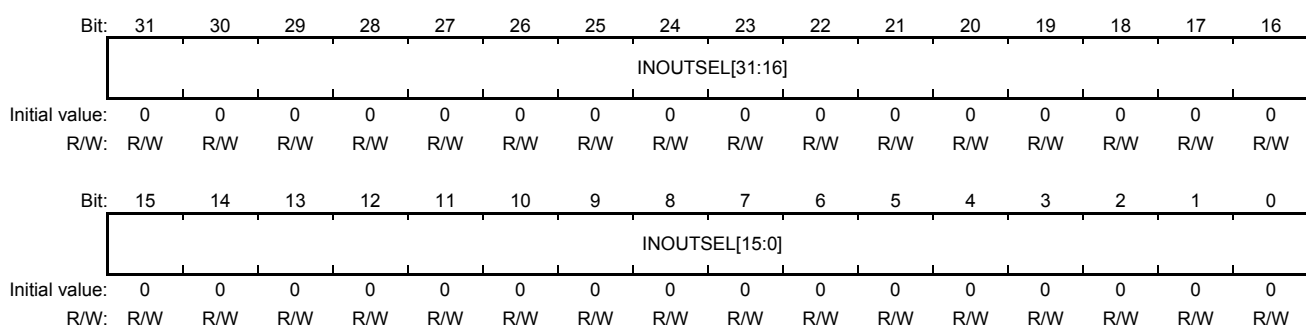 Bit: 31 30 29 28 27 26 25 24 23 22 21 20 19 18 17 16
INOUTSEL[31:16]
Initial value: 0 0 0 0 0 0 0 0 0 0 0 0 0 0 0 0
R/W: R/W R/W R/W R/W R/W R/W R/W R/W R/W R/W R/W R/W R/W R/W R/W R/W
Bit: 15 14 13 12 11 10 9 8 7 6 5 4 3 2 1 0
INOUTSEL[15:0]
Initial value: 0 0 0 0 0 0 0 0 0 0 0 0 0 0 0 0
R/W: R/W R/W R/W R/W R/W R/W R/W R/W R/W R/W R/W R/W R/W R/W R/W R/W